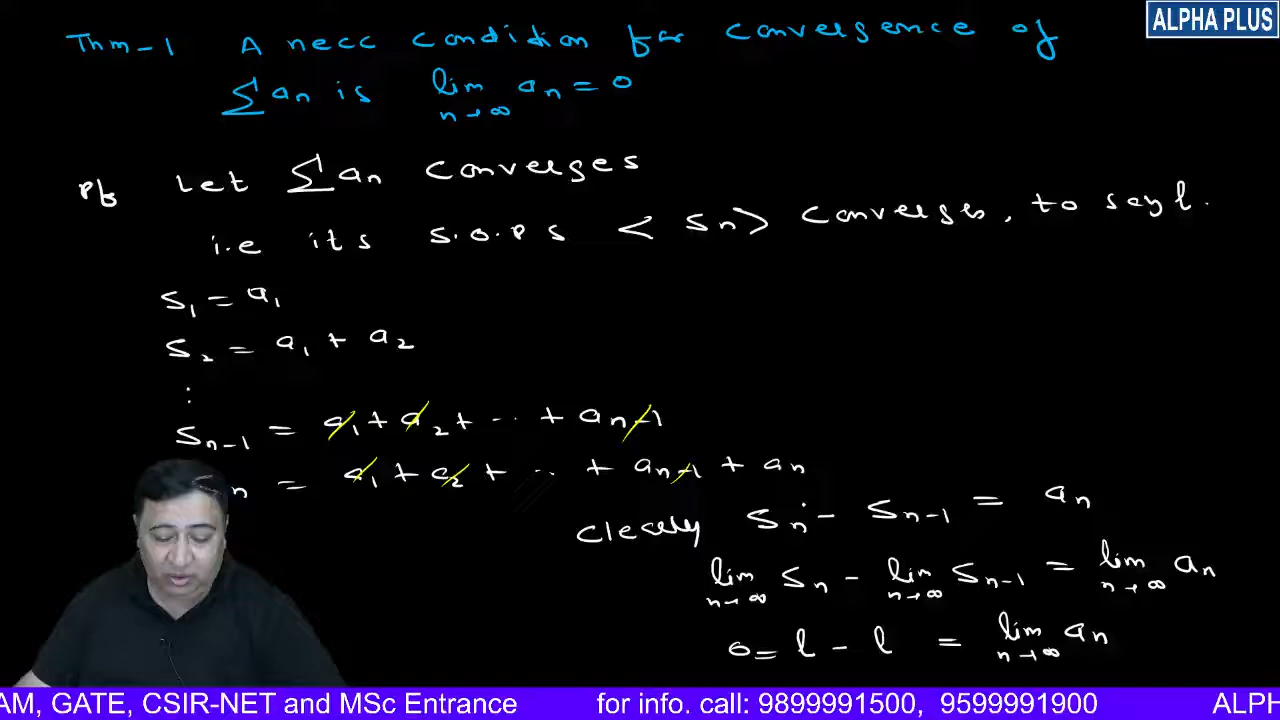 ALPHA PLUS
Thm-1 A necc condition for convergence of
∑an is lim n→∞ an = 0
Pf Let ∑an converges
i.e its s.o.p.s < sn > converges, to say l.
s1 = a1
s2 = a1 + a2
:
sn-1 = a1 + a2 + ... + an-1
n = a1 + a2 + ... + an-1 + an
Clearly sn - sn-1 = an
lim n→∞ sn - lim n→∞ sn-1 = lim n→∞ an
0 = l - l = lim n→∞ an
AM, GATE, CSIR-NET and MSc Entrance for info. call: 9899991500, 9599991900 ALPH